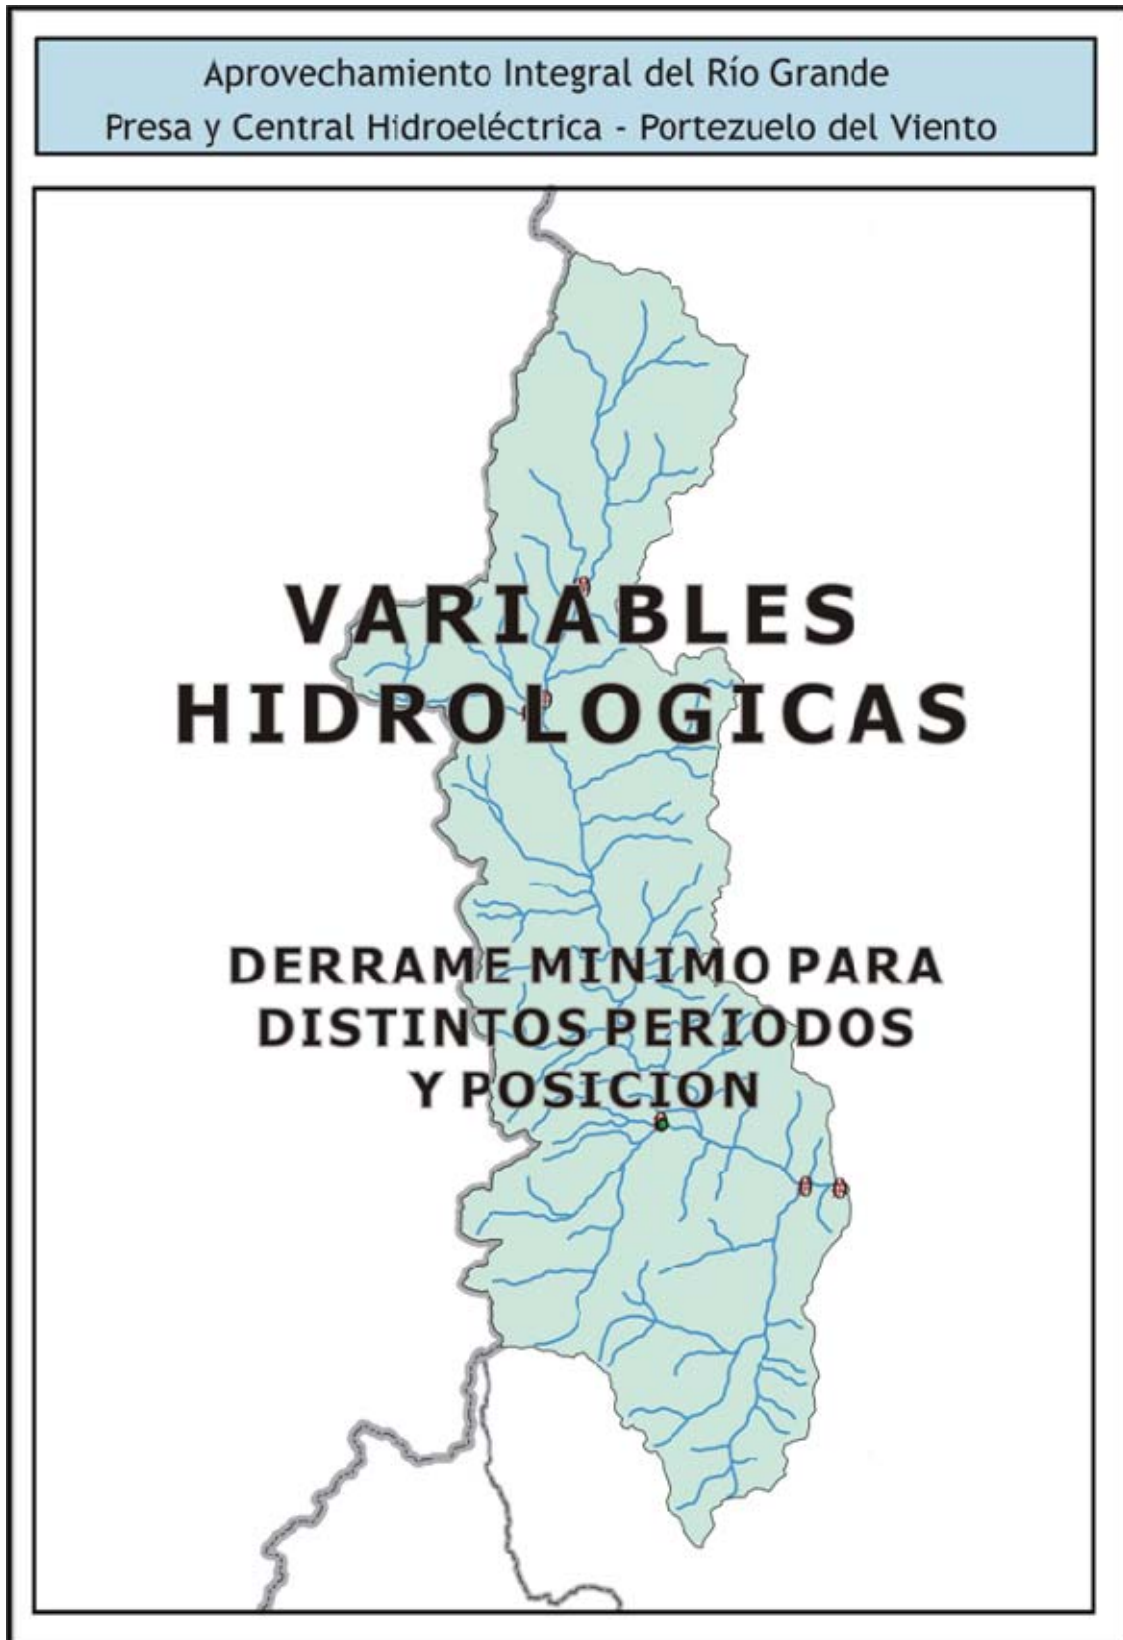 Aprovechamiento Integral del Río Grande
Presa y Central Hidroeléctrica - Portezuelo del Viento
VARIABLES
HIDROLOGICAS
DERRAME MINIMO PARA
DISTINTOS PERIODOS
Y POSICION